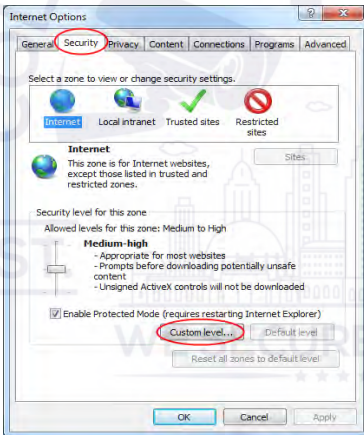 Internet Options
General Security Privacy Content Connections Programs Advanced
Select a zone to view or change security settings.
Internet Local intranet Trusted sites Restricted
sites
Internet
This zone is for Internet websites,
except those listed in trusted and
restricted zones.
Sites
Security level for this zone
Allowed levels for this zone: Medium to High
Medium-high
- Appropriate for most websites
- Prompts before downloading potentially unsafe
content
- Unsigned ActiveX controls will not be downloaded
Enable Protected Mode (requires restarting Internet Explorer)
Custom level... Default level
Reset all zones to default level
OK Cancel Apply